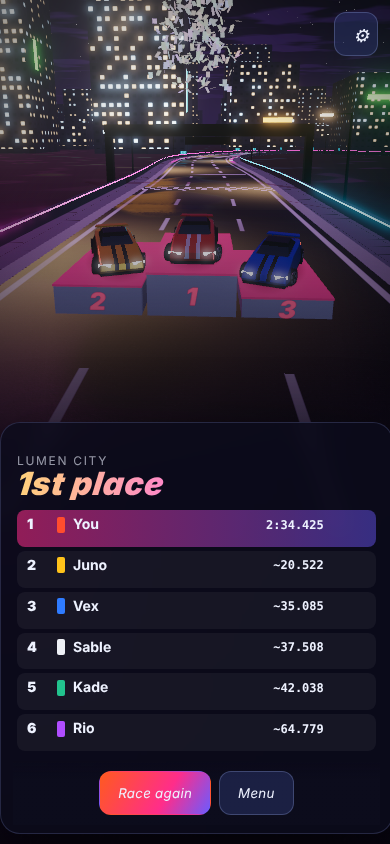 2
1
3
LUMEN CITY
1st place
1 You 2:34.425
2 Juno ~20.522
3 Vex ~35.085
4 Sable ~37.508
5 Kade ~42.038
6 Rio ~64.779
Race again Menu